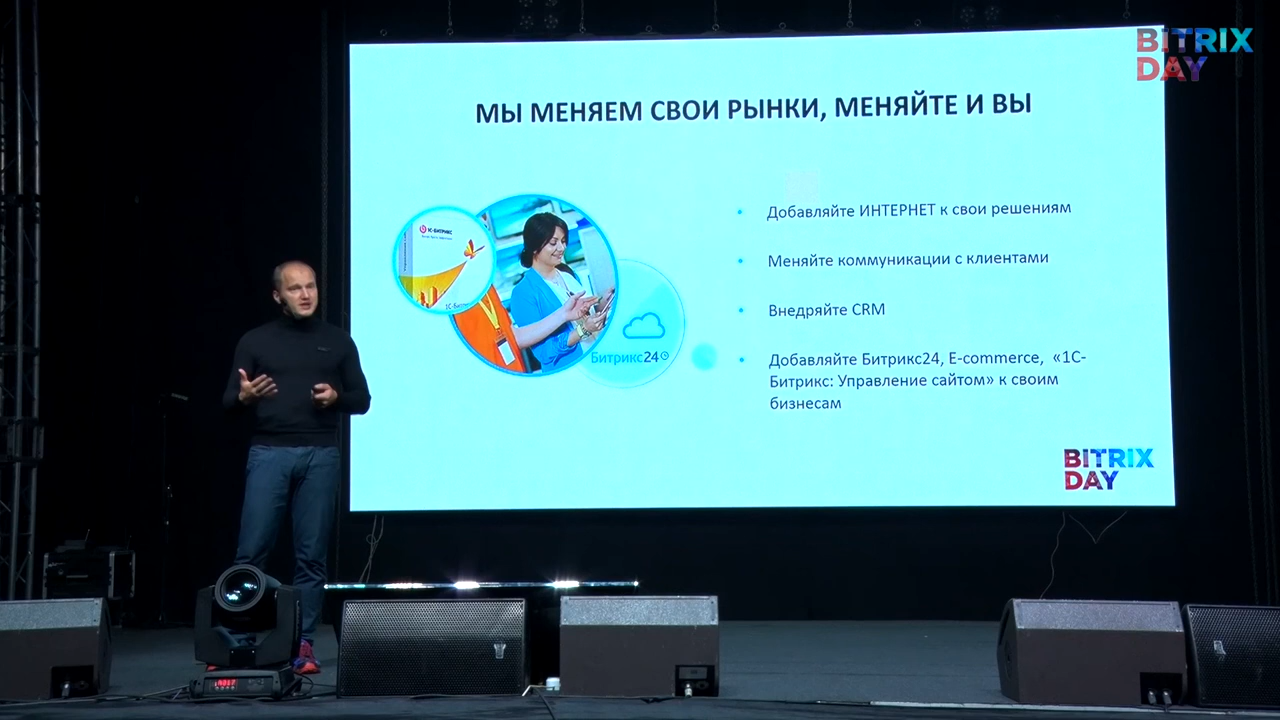 BITRIX
DAY
МЫ МЕНЯЕМ СВОИ РЫНКИ, МЕНЯЙТЕ И ВЫ
1С-БИТРИКС
Битрикс24
• Добавляйте ИНТЕРНЕТ к свои решениям
• Меняйте коммуникации с клиентами
• Внедряйте CRM
• Добавляйте Битрикс24, E-commerce, «1С-
Битрикс: Управление сайтом» к своим
бизнесам
BITRIX
DAY